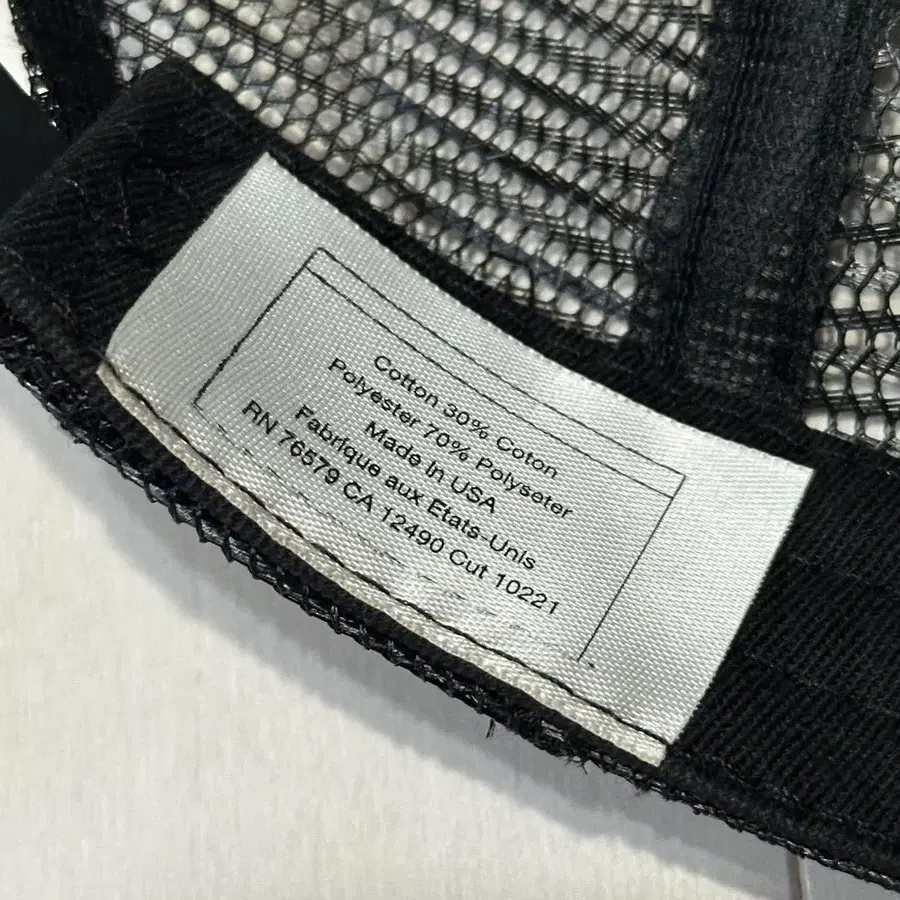 Cotton 30% Coton
Polyester 70% Polyseter
Made In USA
Fabrique aux Etats-Unis
RN 76579 CA 12490 Cut 10221